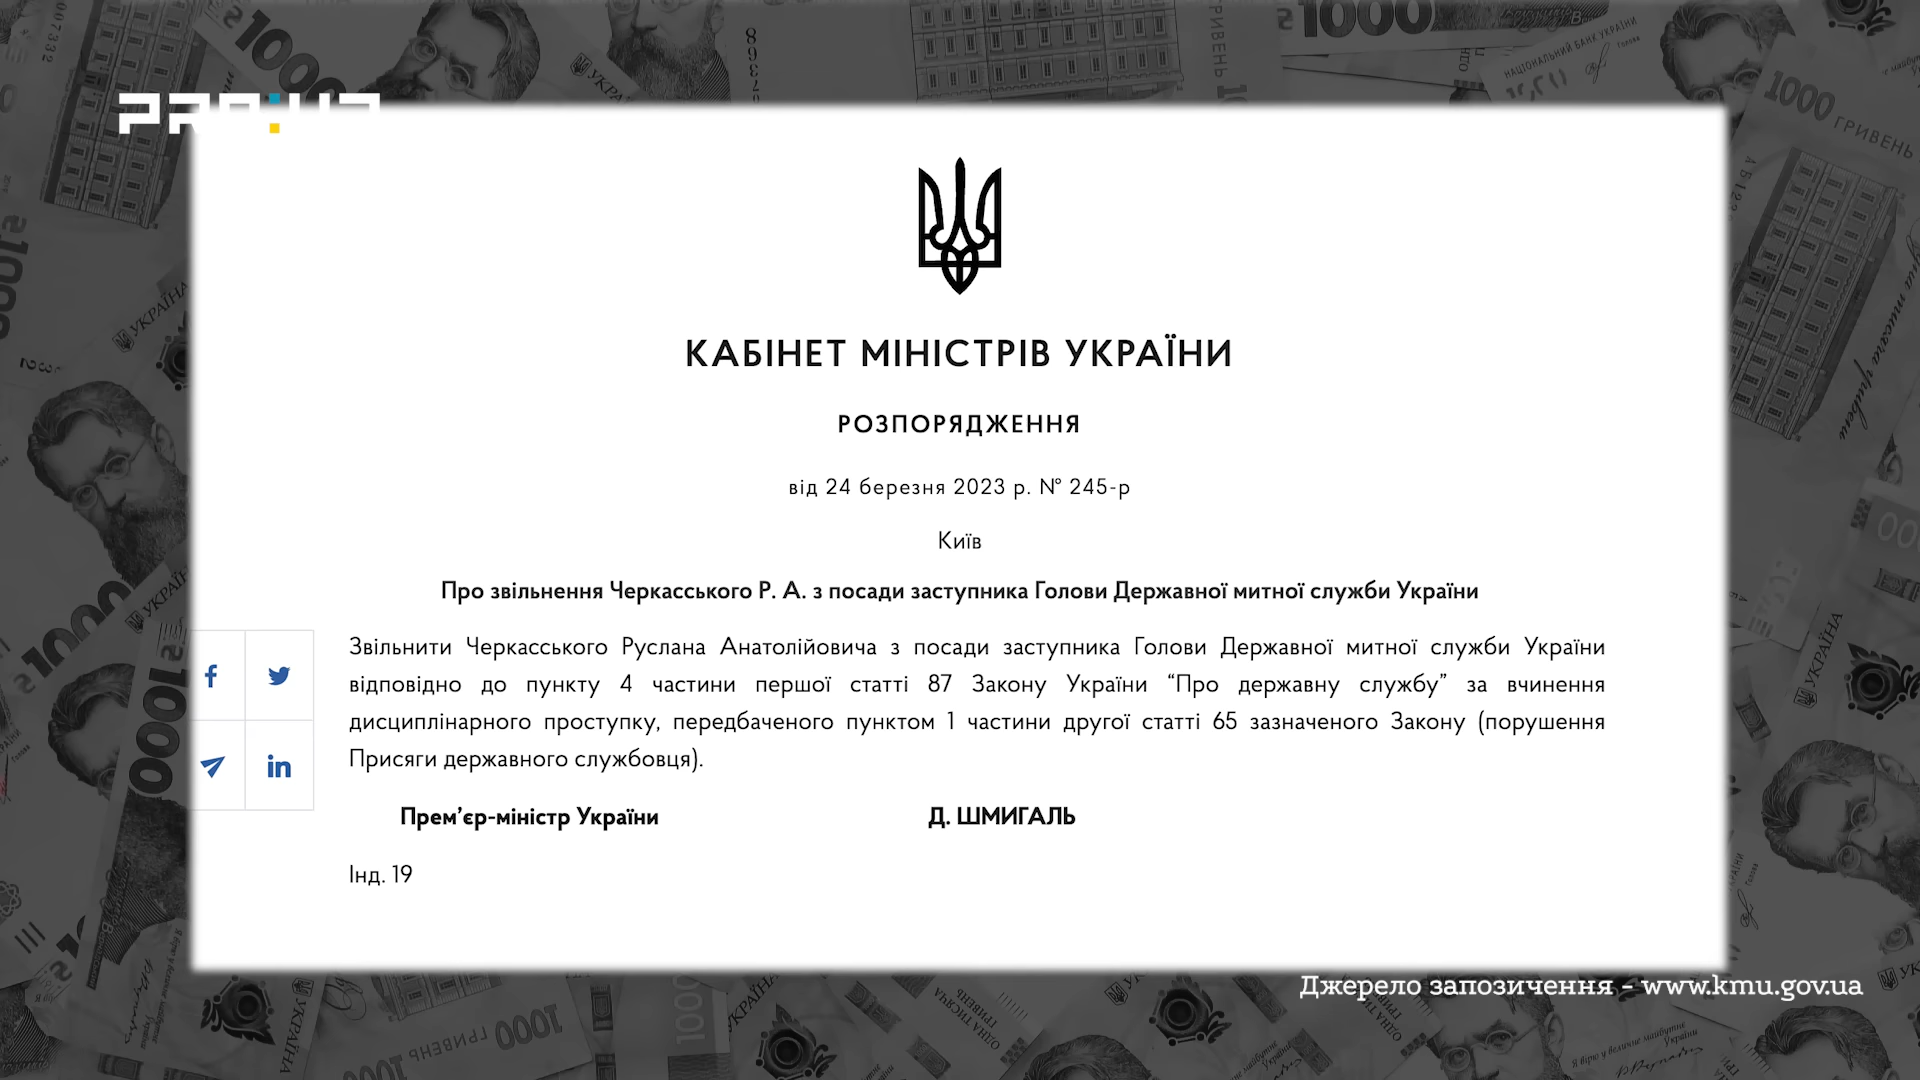 КАБІНЕТ МІНІСТРІВ УКРАЇНИ
РОЗПОРЯДЖЕННЯ
від 24 березня 2023 р. № 245-р
Київ
Про звільнення Черкасського Р. А. з посади заступника Голови Державної митної служби України
Звільнити Черкасського Руслана Анатолійовича з посади заступника Голови Державної митної служби України
відповідно до пункту 4 частини першої статті 87 Закону України “Про державну службу” за вчинення
дисциплінарного проступку, передбаченого пунктом 1 частини другої статті 65 зазначеного Закону (порушення
Присяги державного службовця).
Прем’єр-міністр України Д. ШМИГАЛЬ
Інд. 19
Джерело запозичення - www.kmu.gov.ua